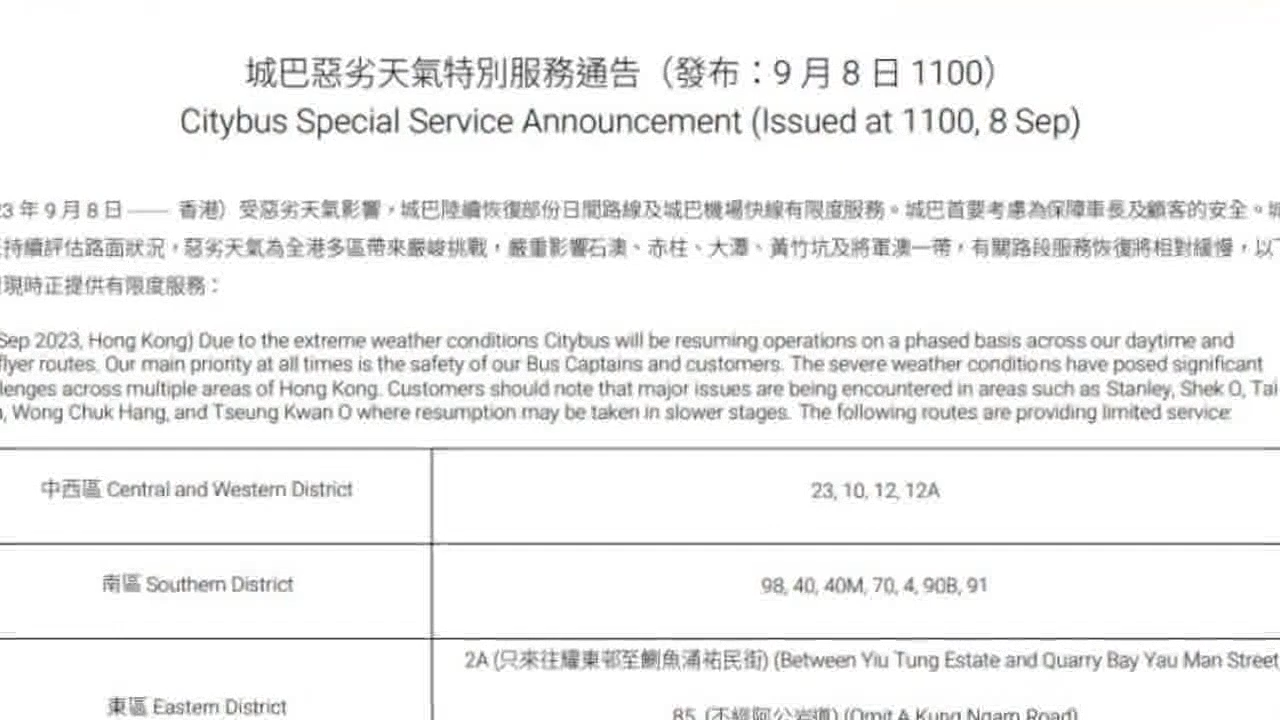 城巴惡劣天氣特別服務通告（發布：9 月 8 日 1100）
Citybus Special Service Announcement (Issued at 1100, 8 Sep)
23 年 9 月 8 日 —— 香港）受惡劣天氣影響，城巴陸續恢復部份日間路線及城巴機場快線有限度服務。城巴首要考慮為保障車長及顧客的安全。城
持續評估路面狀況，惡劣天氣為全港多區帶來嚴峻挑戰，嚴重影響石澳、赤柱、大潭、黃竹坑及將軍澳一帶，有關路段服務恢復將相對緩慢，以下
現時正提供有限度服務：
Sep 2023, Hong Kong) Due to the extreme weather conditions Citybus will be resuming operations on a phased basis across our daytime and
flyer routes. Our main priority at all times is the safety of our Bus Captains and customers. The severe weather conditions have posed significant
lenges across multiple areas of Hong Kong. Customers should note that major issues are being encountered in areas such as Stanley, Shek O, Tai
, Wong Chuk Hang, and Tseung Kwan O where resumption may be taken in slower stages. The following routes are providing limited service:
中西區 Central and Western District
23, 10, 12, 12A
南區 Southern District
98, 40, 40M, 70, 4, 90B, 91
2A (只來往耀東邨至鰂魚涌祐民街) (Between Yiu Tung Estate and Quarry Bay Yau Man Street
東區 Eastern District
85 (不經阿公岩道) (Omit A Kung Ngam Road)